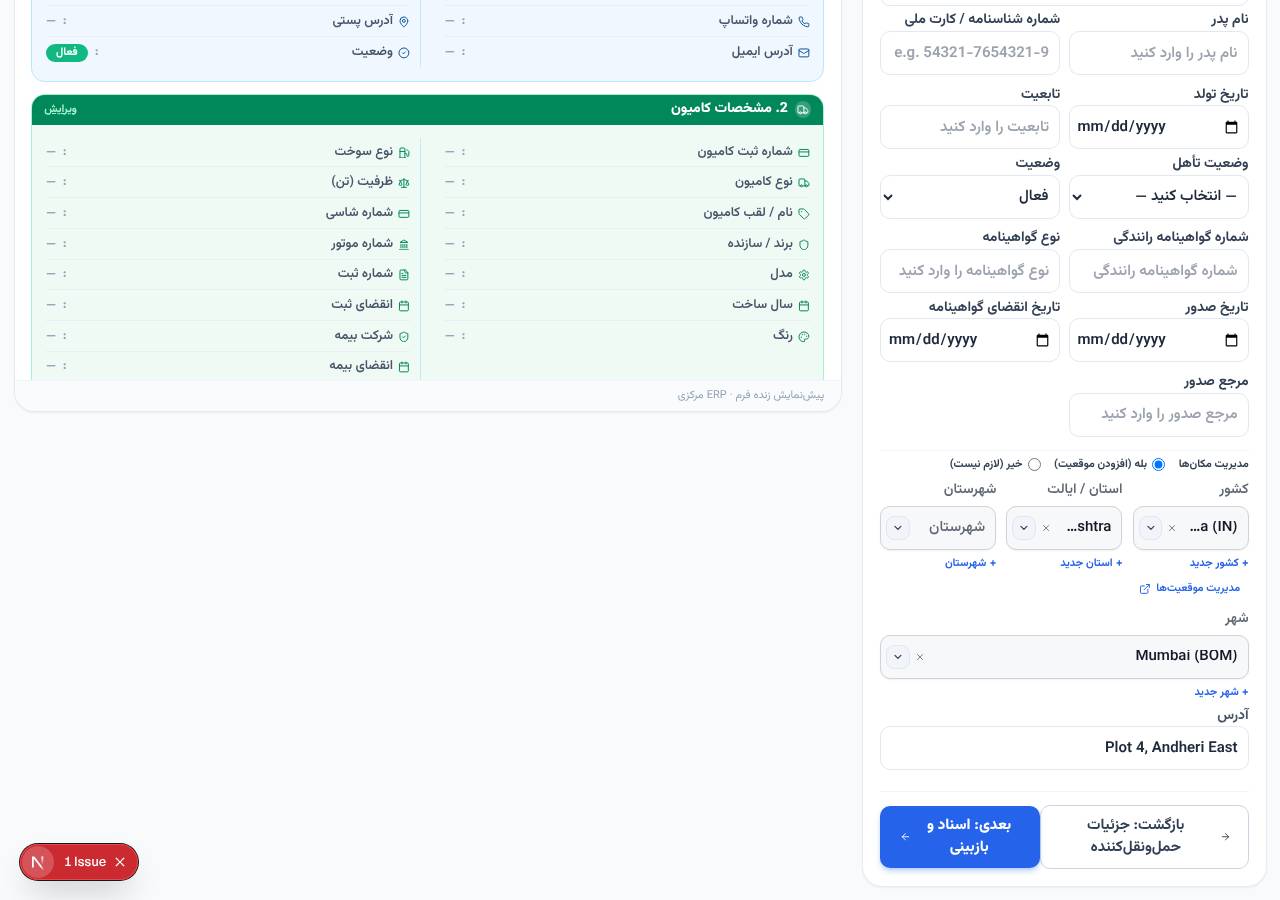 نام پدر
شماره شناسنامه / کارت ملی
نام پدر را وارد کنید
e.g. 54321-7654321-9
تاریخ تولد
تابعیت
mm/dd/yyyy
تابعیت را وارد کنید
وضعیت تأهل
وضعیت
— انتخاب کنید —
فعال
شماره گواهینامه رانندگی
نوع گواهینامه
شماره گواهینامه رانندگی
نوع گواهینامه را وارد کنید
تاریخ صدور
تاریخ انقضای گواهینامه
mm/dd/yyyy
mm/dd/yyyy
مرجع صدور
مرجع صدور را وارد کنید
مدیریت مکان‌ها
بله (افزودن موقعیت)
خیر (لازم نیست)
کشور
استان / ایالت
شهرستان
...a (IN)
...shtra
شهرستان
+ کشور جدید
+ استان جدید
+ شهرستان
مدیریت موقعیت‌ها
شهر
Mumbai (BOM)
+ شهر جدید
آدرس
Plot 4, Andheri East
بازگشت: جزئیات حمل‌ونقل‌کننده
بعدی: اسناد و بازبینی
شماره واتساپ : —
آدرس پستی : —
آدرس ایمیل : —
وضعیت : فعال
2. مشخصات کامیون
ویرایش
شماره ثبت کامیون : —
نوع سوخت : —
نوع کامیون : —
ظرفیت (تن) : —
نام / لقب کامیون : —
شماره شاسی : —
برند / سازنده : —
شماره موتور : —
مدل : —
شماره ثبت : —
سال ساخت : —
انقضای ثبت : —
رنگ : —
شرکت بیمه : —
انقضای بیمه : —
پیش‌نمایش زنده فرم · ERP مرکزی
N 1 Issue